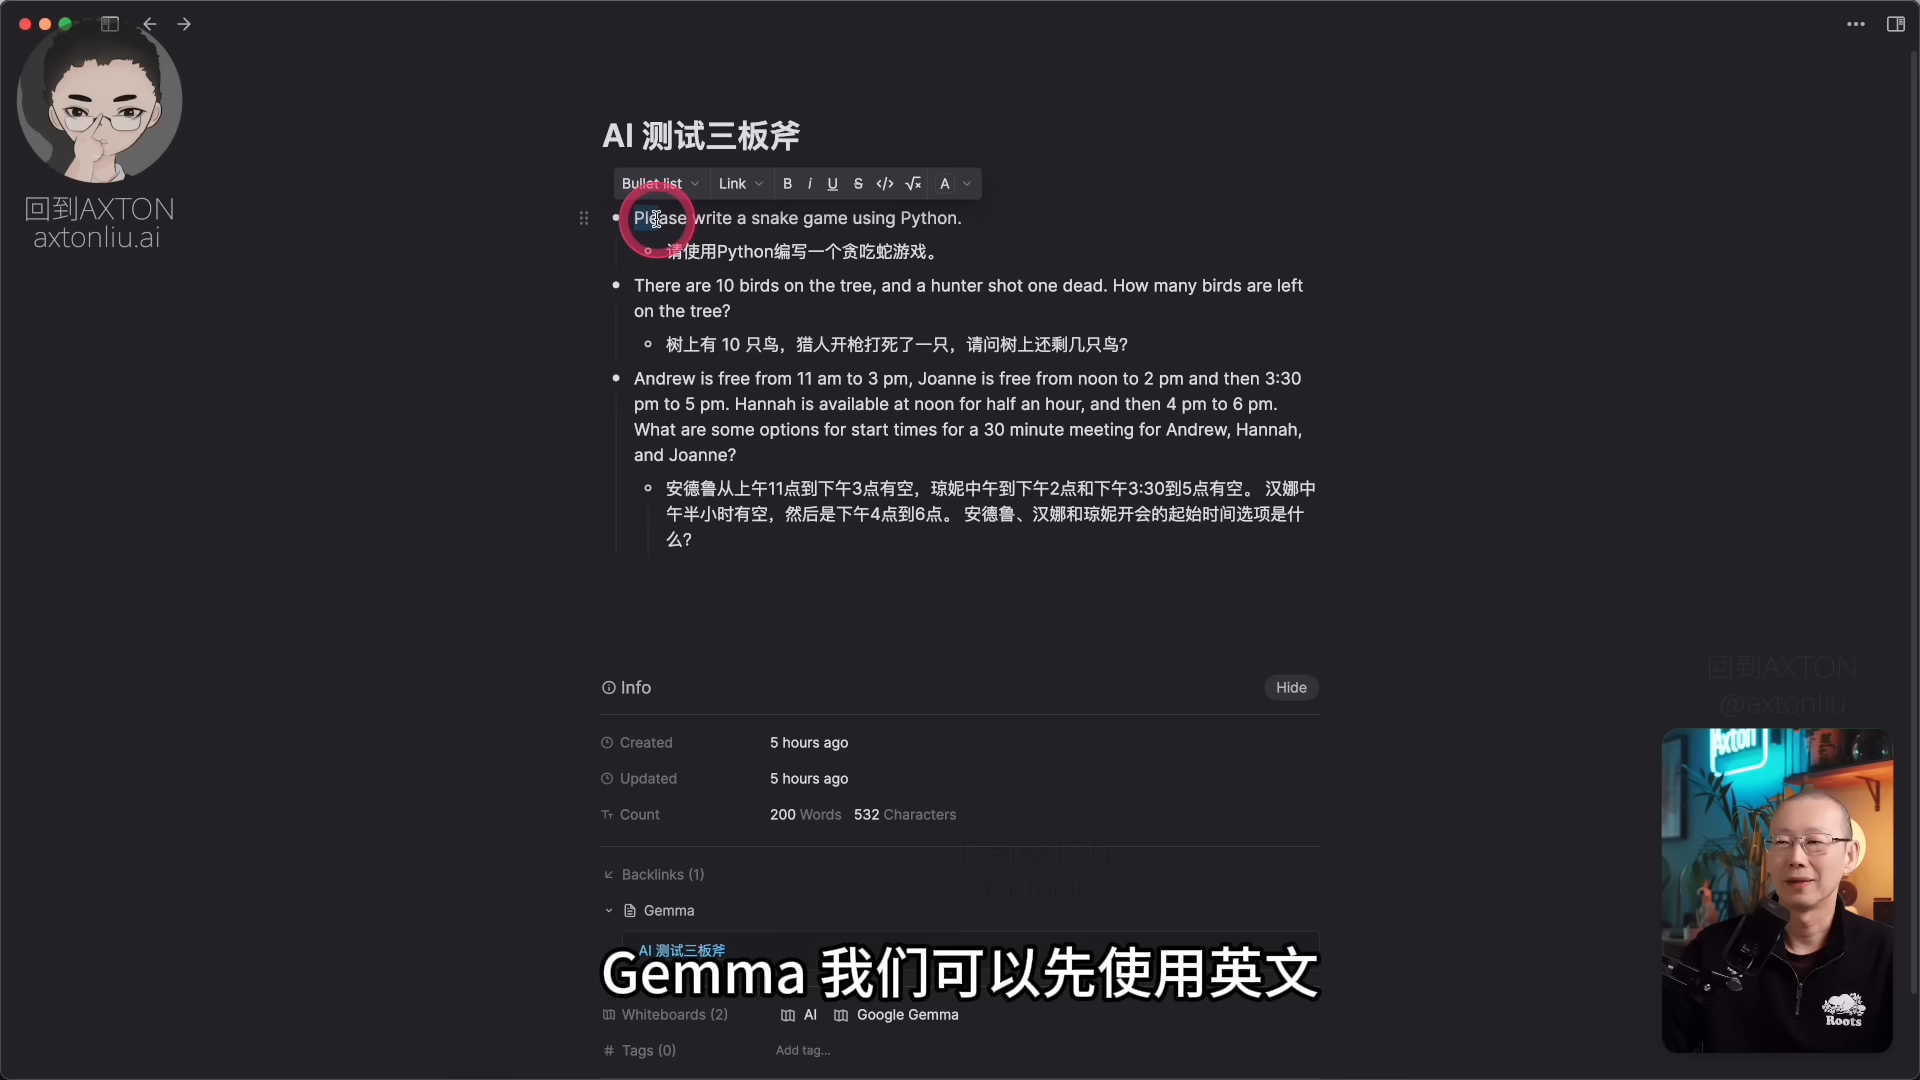 回到AXTON
axtonliu.ai
AI 测试三板斧
Bullet list
Link
B
i
U
S
</>
√x
A
Please write a snake game using Python.
请使用Python编写一个贪吃蛇游戏。
There are 10 birds on the tree, and a hunter shot one dead. How many birds are left
on the tree?
树上有 10 只鸟，猎人开枪打死了一只，请问树上还剩几只鸟?
Andrew is free from 11 am to 3 pm, Joanne is free from noon to 2 pm and then 3:30
pm to 5 pm. Hannah is available at noon for half an hour, and then 4 pm to 6 pm.
What are some options for start times for a 30 minute meeting for Andrew, Hannah,
and Joanne?
安德鲁从上午11点到下午3点有空，琼妮中午到下午2点和下午3:30到5点有空。 汉娜中
午半小时有空，然后是下午4点到6点。 安德鲁、汉娜和琼妮开会的起始时间选项是什
么?
Info
Hide
Created
5 hours ago
Updated
5 hours ago
Count
200 Words 532 Characters
Backlinks (1)
Gemma
AI 测试三板斧
Gemma 我们可以先使用英文
Whiteboards (2)
AI
Google Gemma
# Tags (0)
Add tag...
回到AXTON
@axtonliu
回到AXTON
@axtonliu
Axton
Roots